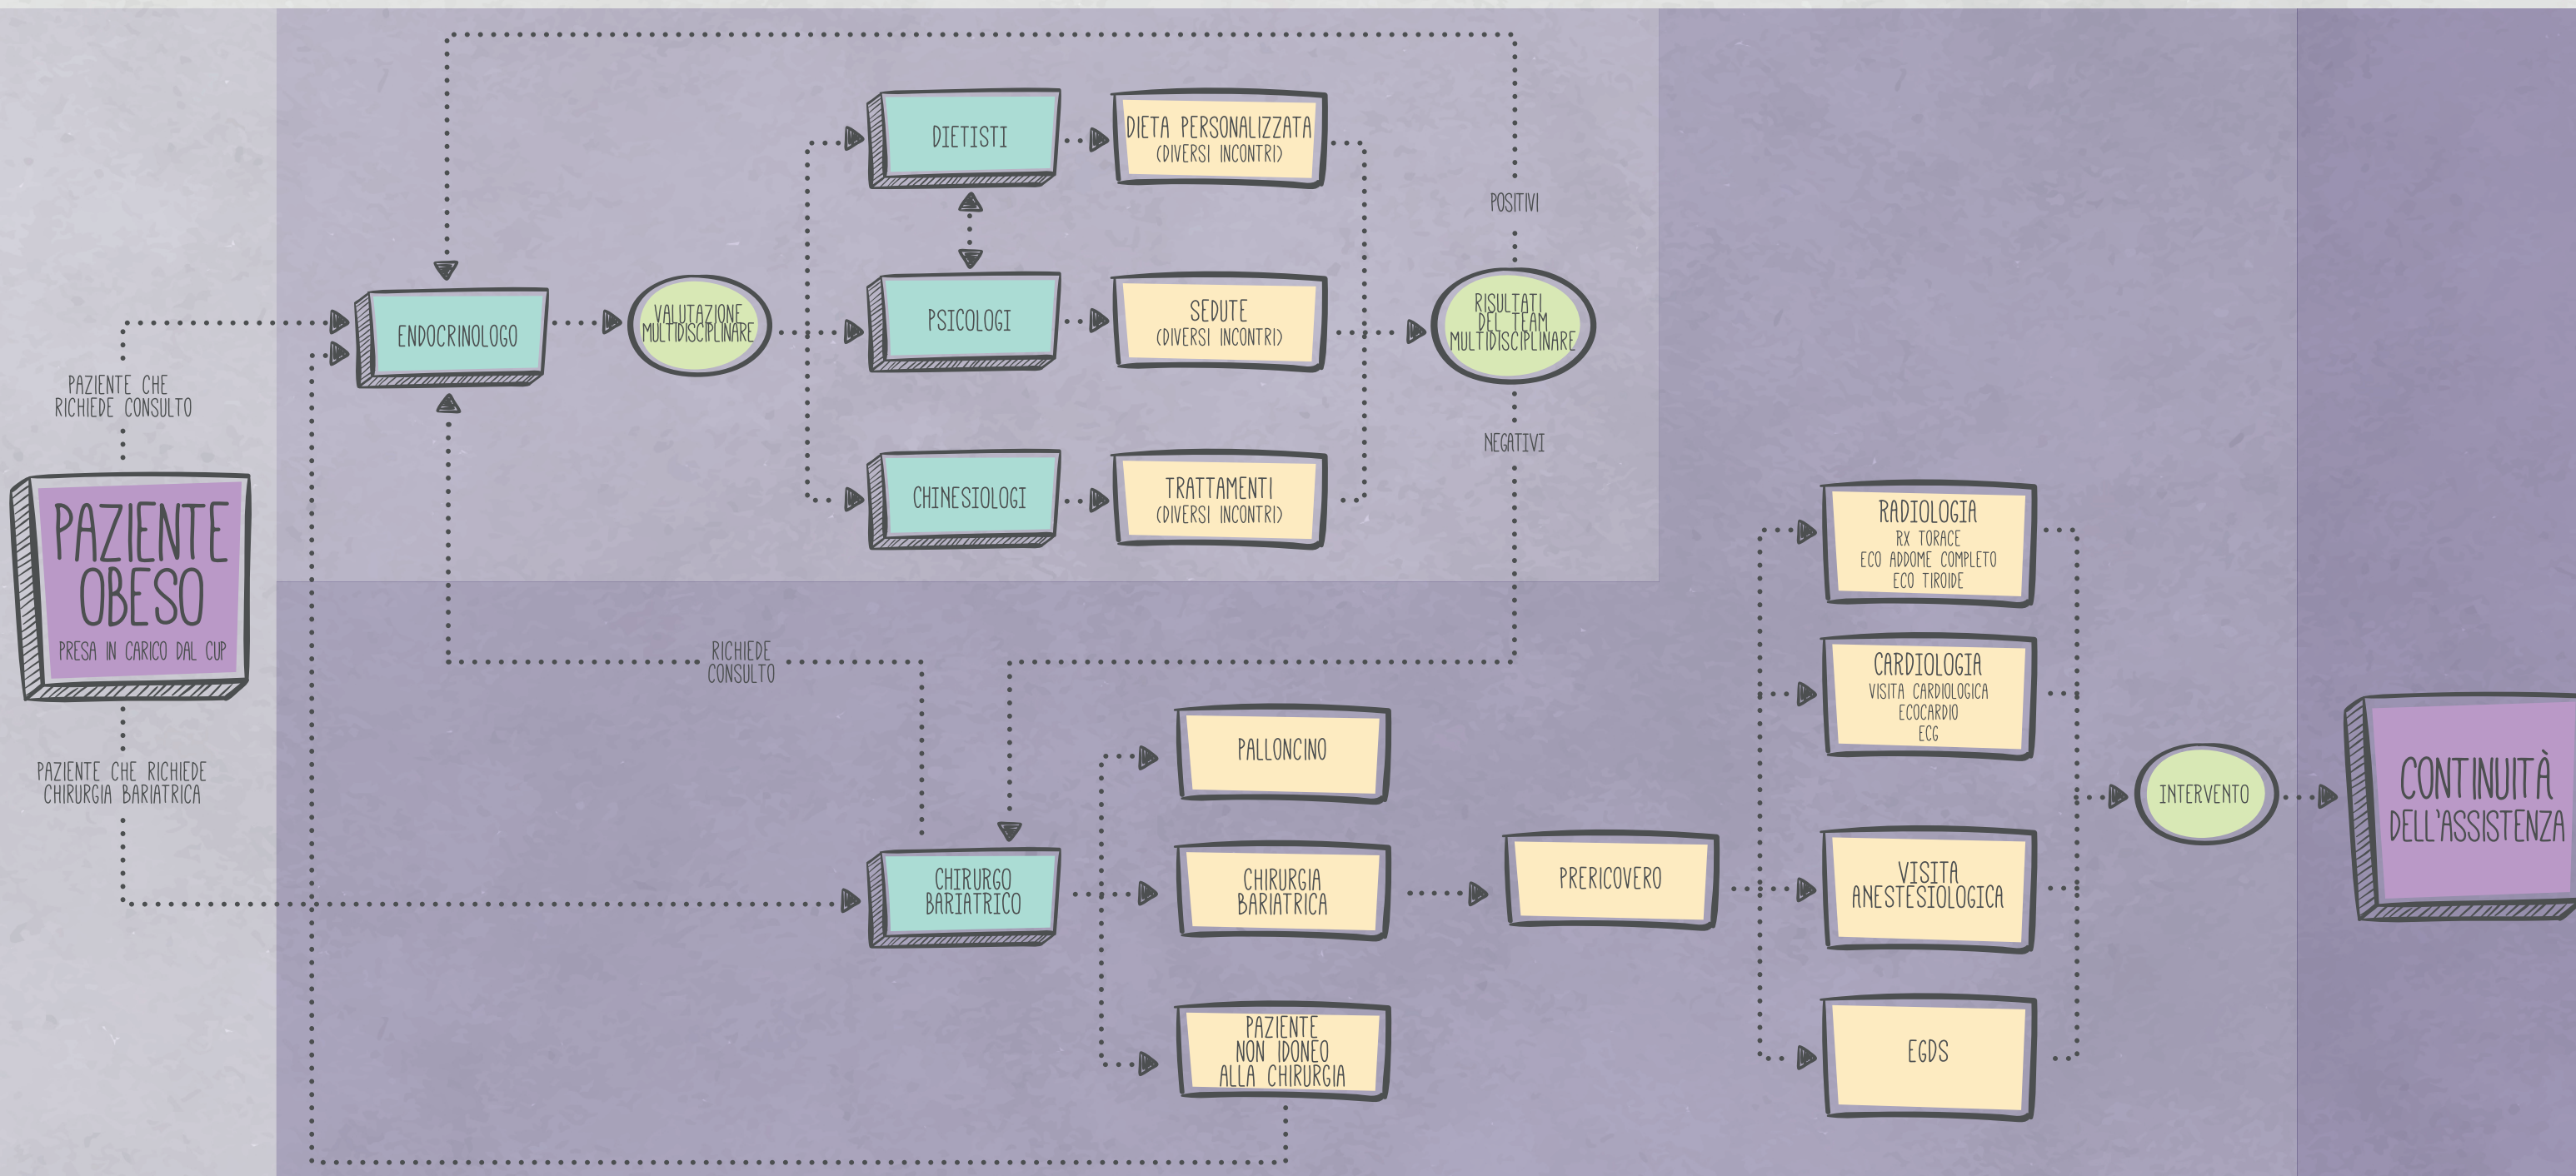 PAZIENTE CHE
RICHIEDE CONSULTO
PAZIENTE
OBESO
PRESA IN CARICO DAL CUP
PAZIENTE CHE RICHIEDE
CHIRURGIA BARIATRICA
ENDOCRINOLOGO
VALUTAZIONE
MULTIDISCIPLINARE
DIETISTI
DIETA PERSONALIZZATA
(DIVERSI INCONTRI)
PSICOLOGI
SEDUTE
(DIVERSI INCONTRI)
CHINESIOLOGI
TRATTAMENTI
(DIVERSI INCONTRI)
POSITIVI
RISULTATI
DEL TEAM
MULTIDISCIPLINARE
NEGATIVI
RICHIEDE
CONSULTO
CHIRURGO
BARIATRICO
PALLONCINO
CHIRURGIA
BARIATRICA
PAZIENTE
NON IDONEO
ALLA CHIRURGIA
PRERICOVERO
RADIOLOGIA
RX TORACE
ECO ADDOME COMPLETO
ECO TIROIDE
CARDIOLOGIA
VISITA CARDIOLOGICA
ECOCARDIO
ECG
VISITA
ANESTESIOLOGICA
EGDS
INTERVENTO
CONTINUITÀ
DELL'ASSISTENZA